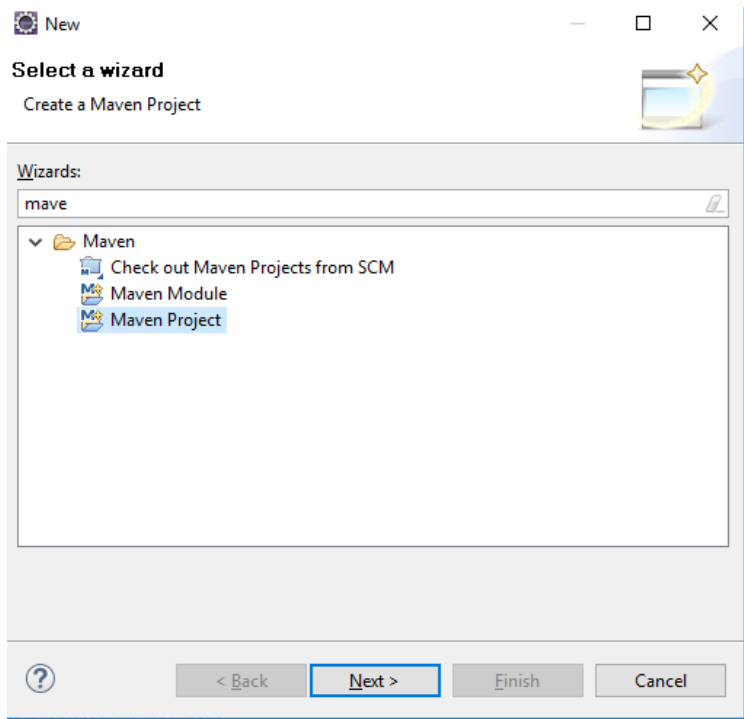 New
Select a wizard
Create a Maven Project
Wizards:
mave
Maven
Check out Maven Projects from SCM
Maven Module
Maven Project
? < Back Next > Finish Cancel